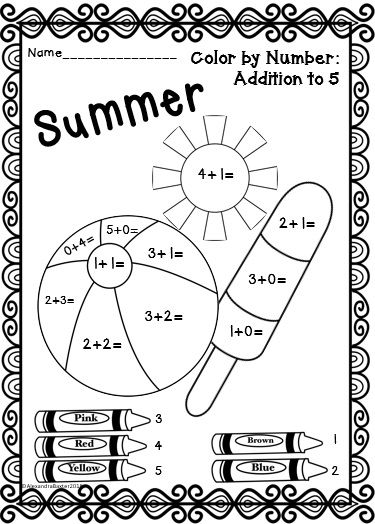 Name_______________
Color by Number:
Addition to 5
Summer
4+1=
5+0=
0+4=
3+1=
1+1=
2+3=
3+2=
2+2=
2+1=
3+0=
1+0=
Pink 3
Red 4
Yellow 5
Brown 1
Blue 2